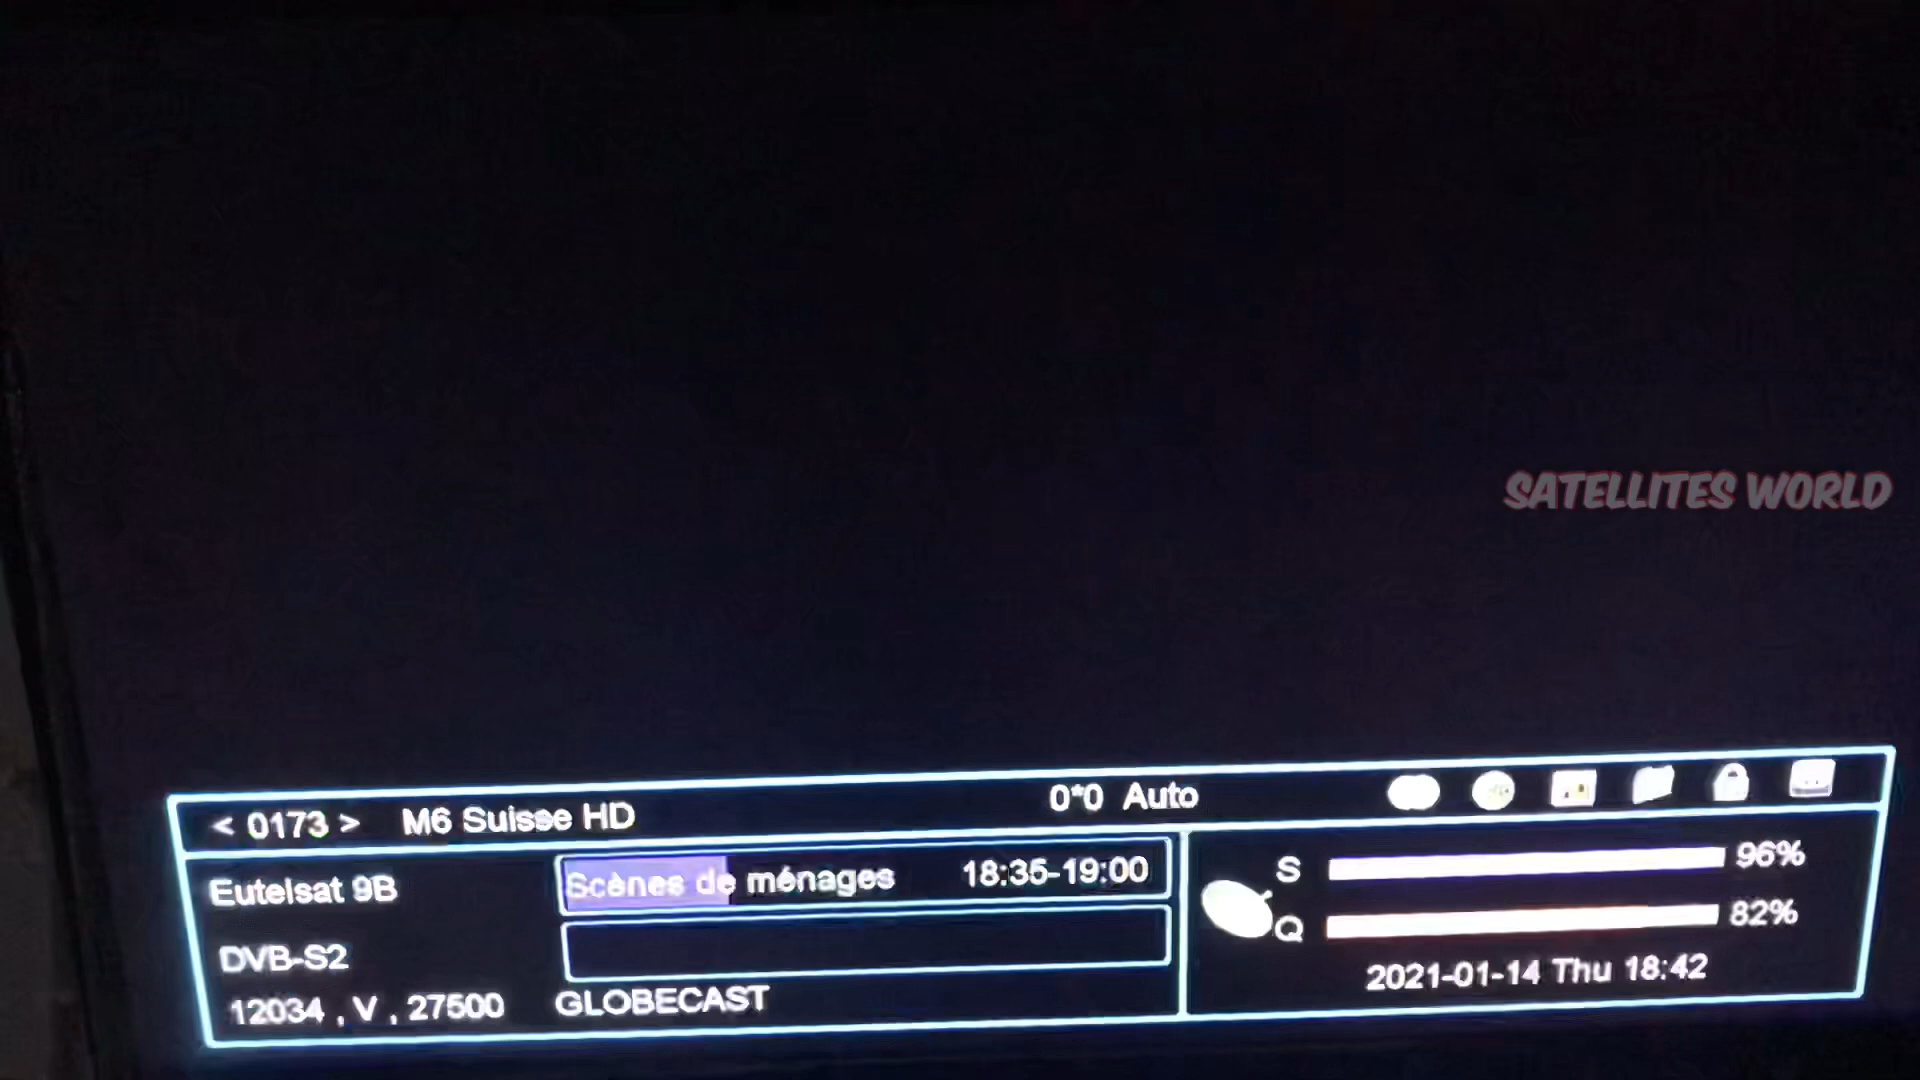 SATELLITES WORLD
< 0173 > M6 Suisse HD 0*0 Auto
Eutelsat 9B
Scènes de ménages 18:35-19:00
DVB-S2
12034 , V , 27500 GLOBECAST
S 96%
Q 82%
2021-01-14 Thu 18:42